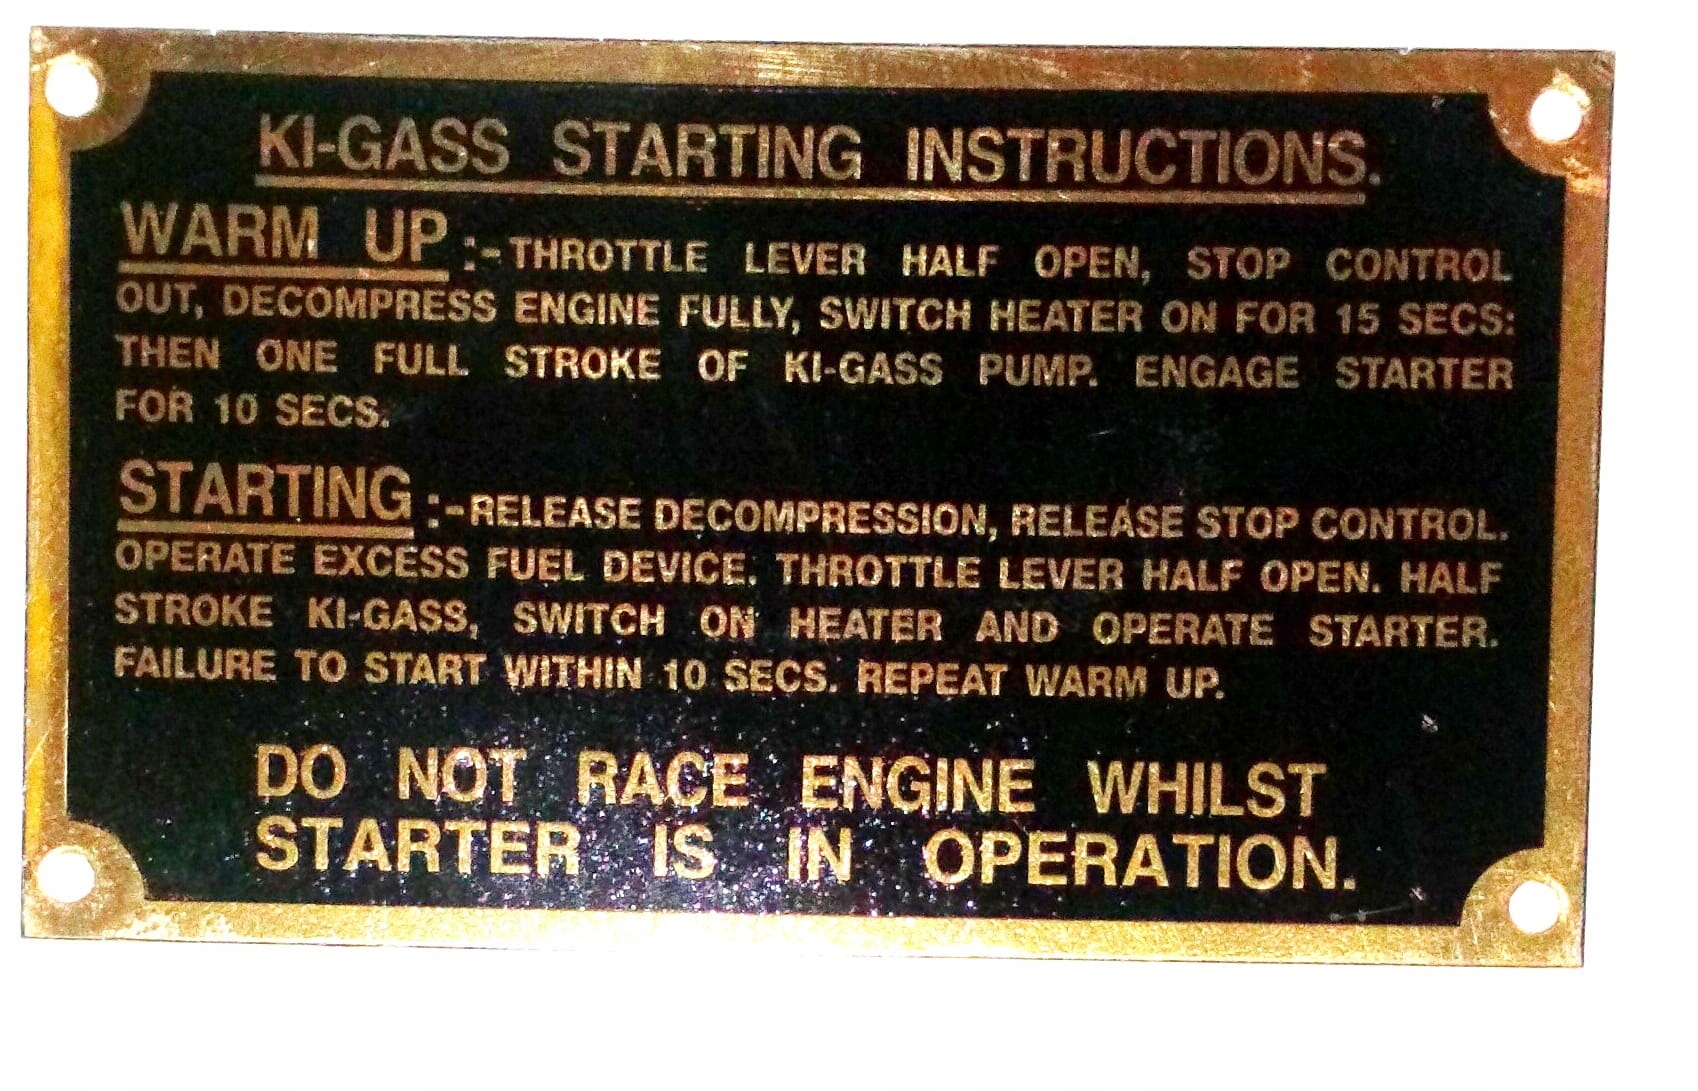 KI-GASS STARTING INSTRUCTIONS.
WARM UP :- THROTTLE LEVER HALF OPEN, STOP CONTROL
OUT, DECOMPRESS ENGINE FULLY, SWITCH HEATER ON FOR 15 SECS:
THEN ONE FULL STROKE OF KI-GASS PUMP. ENGAGE STARTER
FOR 10 SECS.
STARTING :- RELEASE DECOMPRESSION, RELEASE STOP CONTROL.
OPERATE EXCESS FUEL DEVICE. THROTTLE LEVER HALF OPEN. HALF
STROKE KI-GASS, SWITCH ON HEATER AND OPERATE STARTER.
FAILURE TO START WITHIN 10 SECS. REPEAT WARM UP.
DO NOT RACE ENGINE WHILST
STARTER IS IN OPERATION.